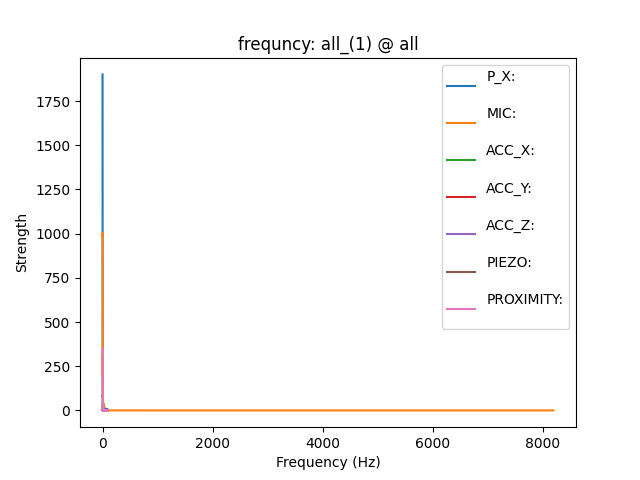 frequncy: all_(1) @ all
P_X:
MIC:
ACC_X:
ACC_Y:
ACC_Z:
PIEZO:
PROXIMITY:
Strength
1750
1500
1250
1000
750
500
250
0
0 2000 4000 6000 8000
Frequency (Hz)